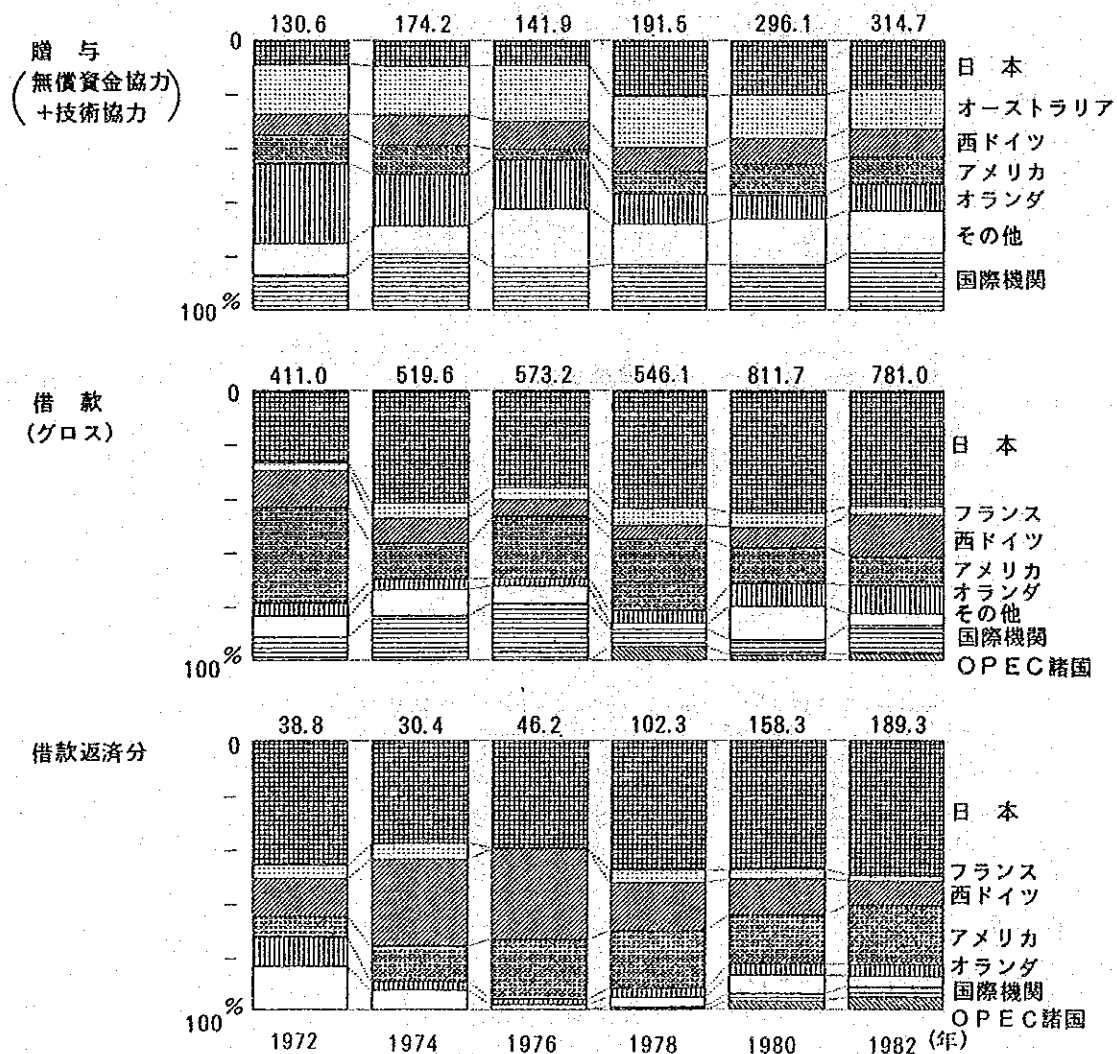 130.6 174.2 141.9 191.5 296.1 314.7
贈 与
(無償資金協力
+技術協力)
0
日 本
オーストラリア
西ドイツ
アメリカ
オランダ
その他
国際機関
100 %
411.0 519.6 573.2 546.1 811.7 781.0
借 款
(グロス)
0
日 本
フランス
西ドイツ
アメリカ
オランダ
その他
国際機関
OPEC諸国
100 %
38.8 30.4 46.2 102.3 158.3 189.3
借款返済分
0
日 本
フランス
西ドイツ
アメリカ
オランダ
国際機関
OPEC諸国
100 %
1972 1974 1976 1978 1980 1982 (年)